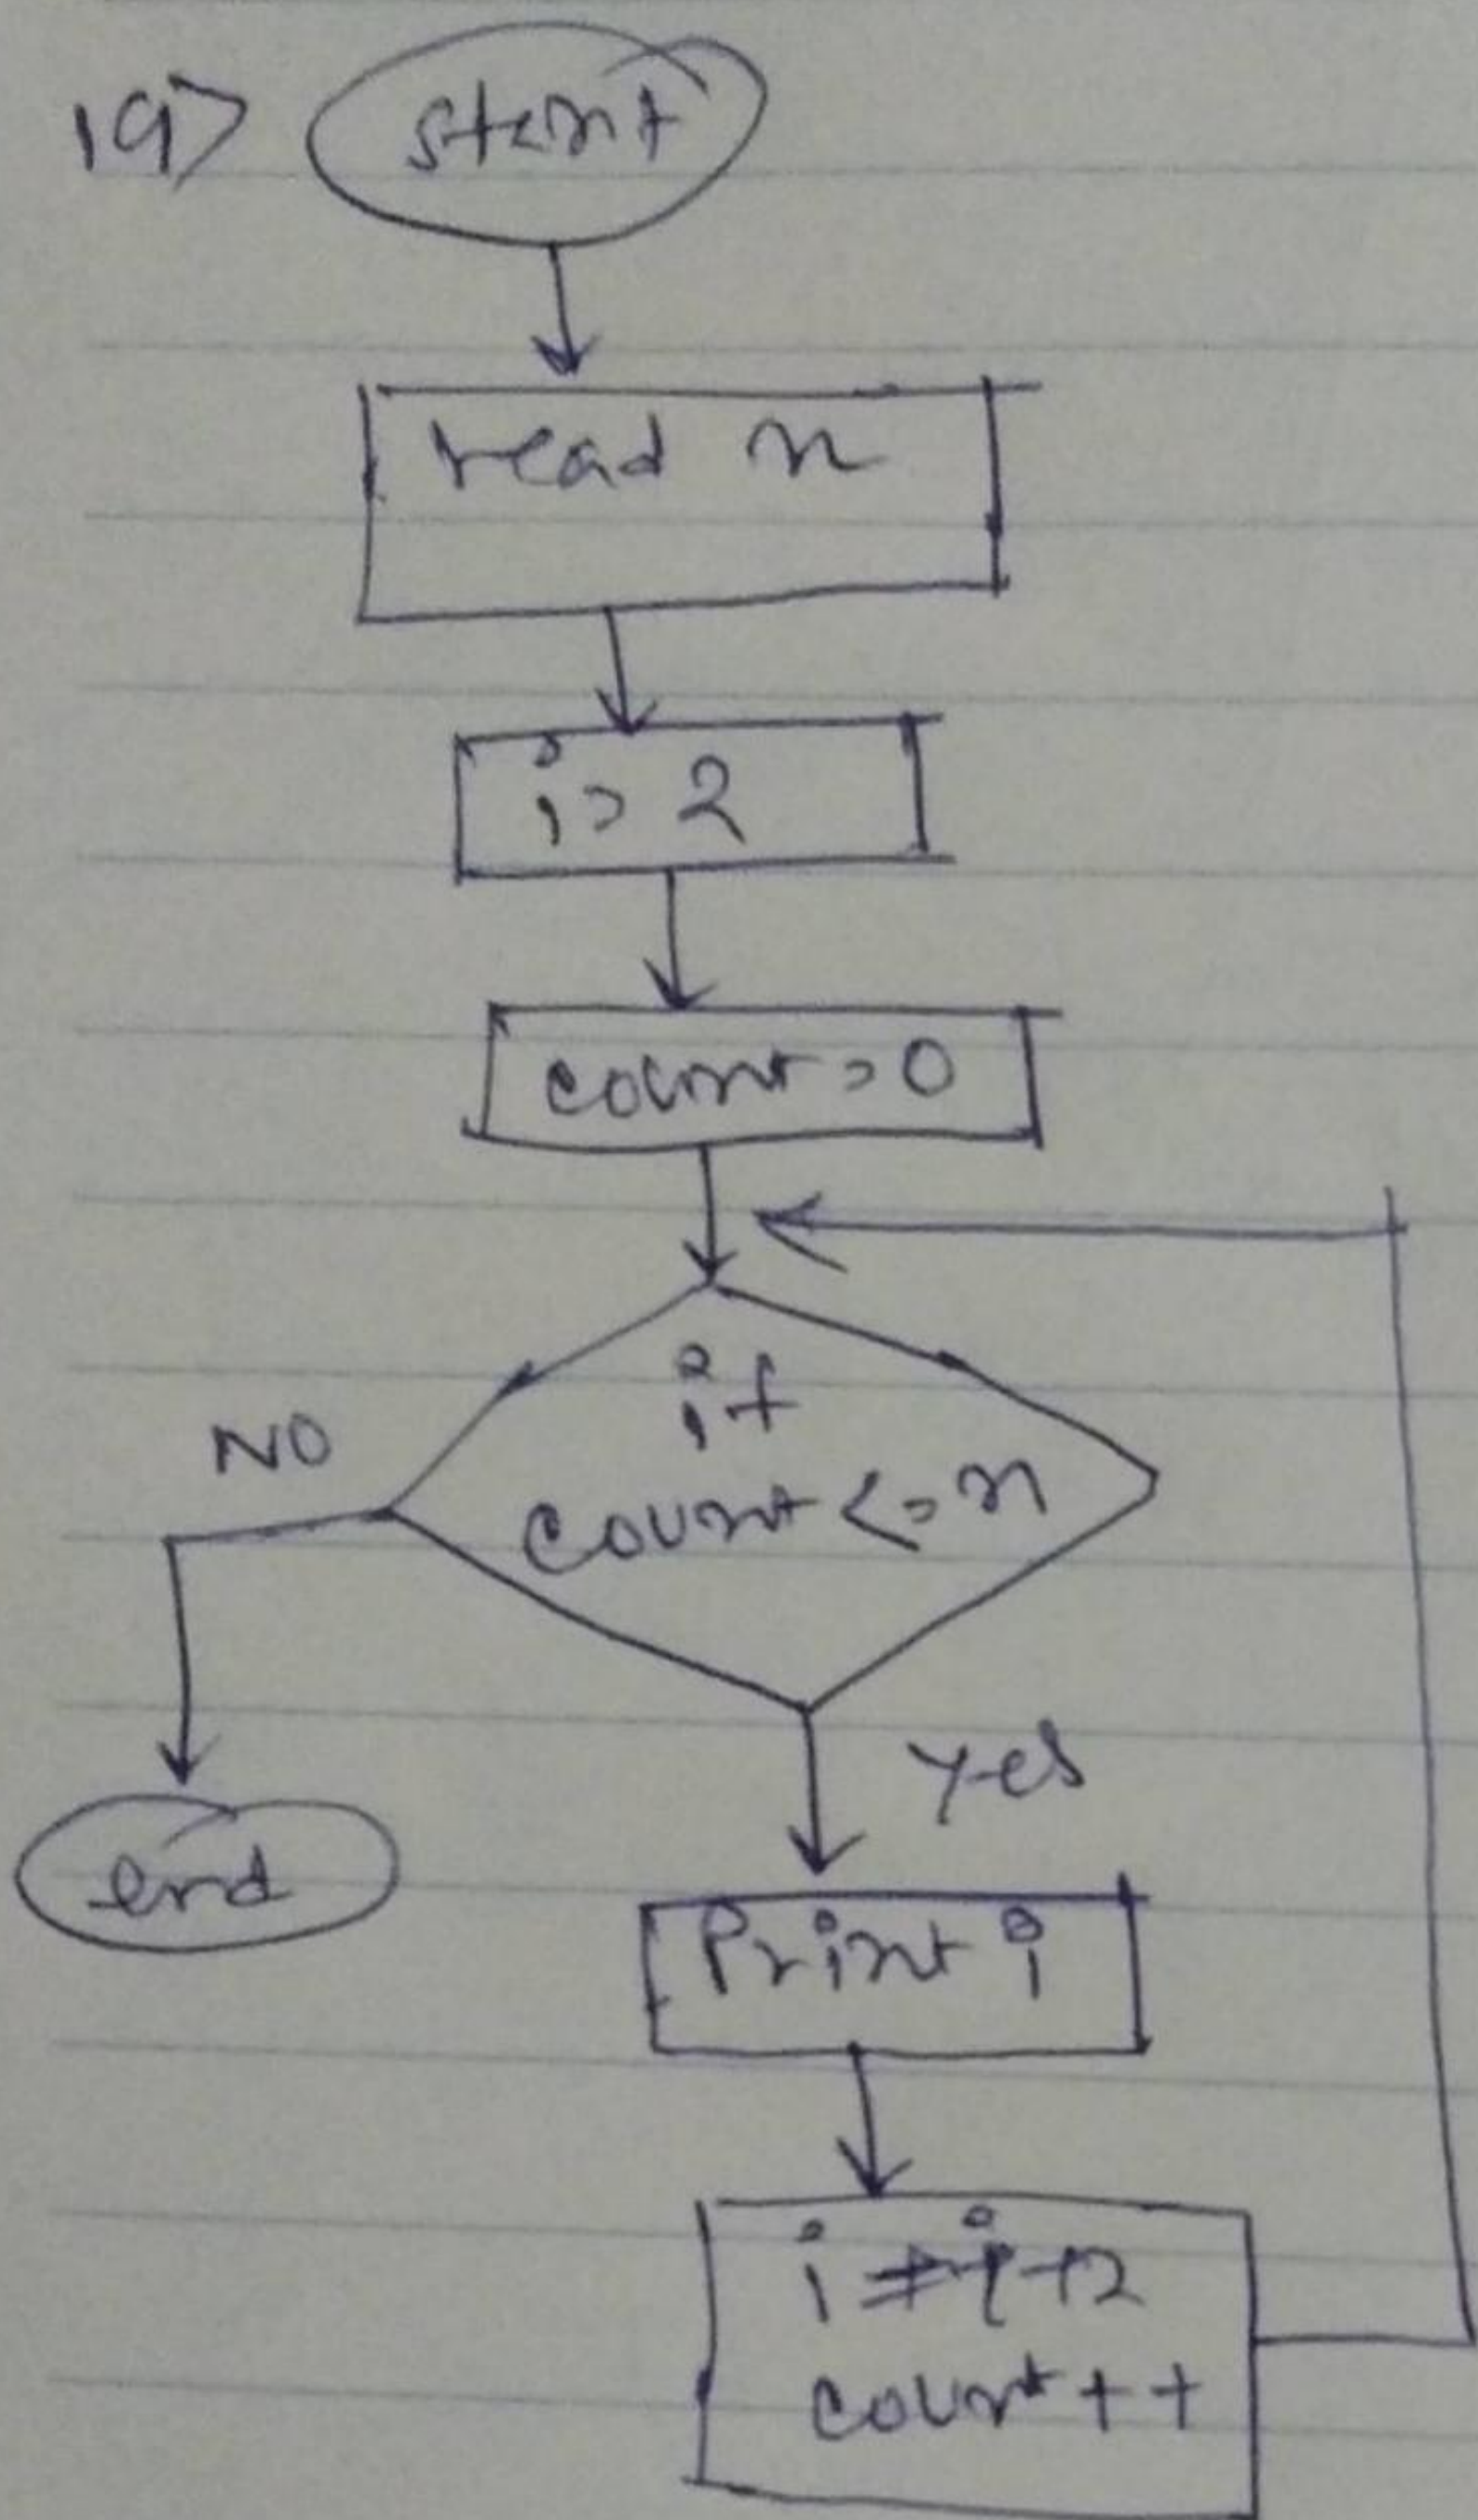 19>
start
read n
i = 2
count = 0
if
count <= n
NO
yes
end
Print i
i = i+2
count ++